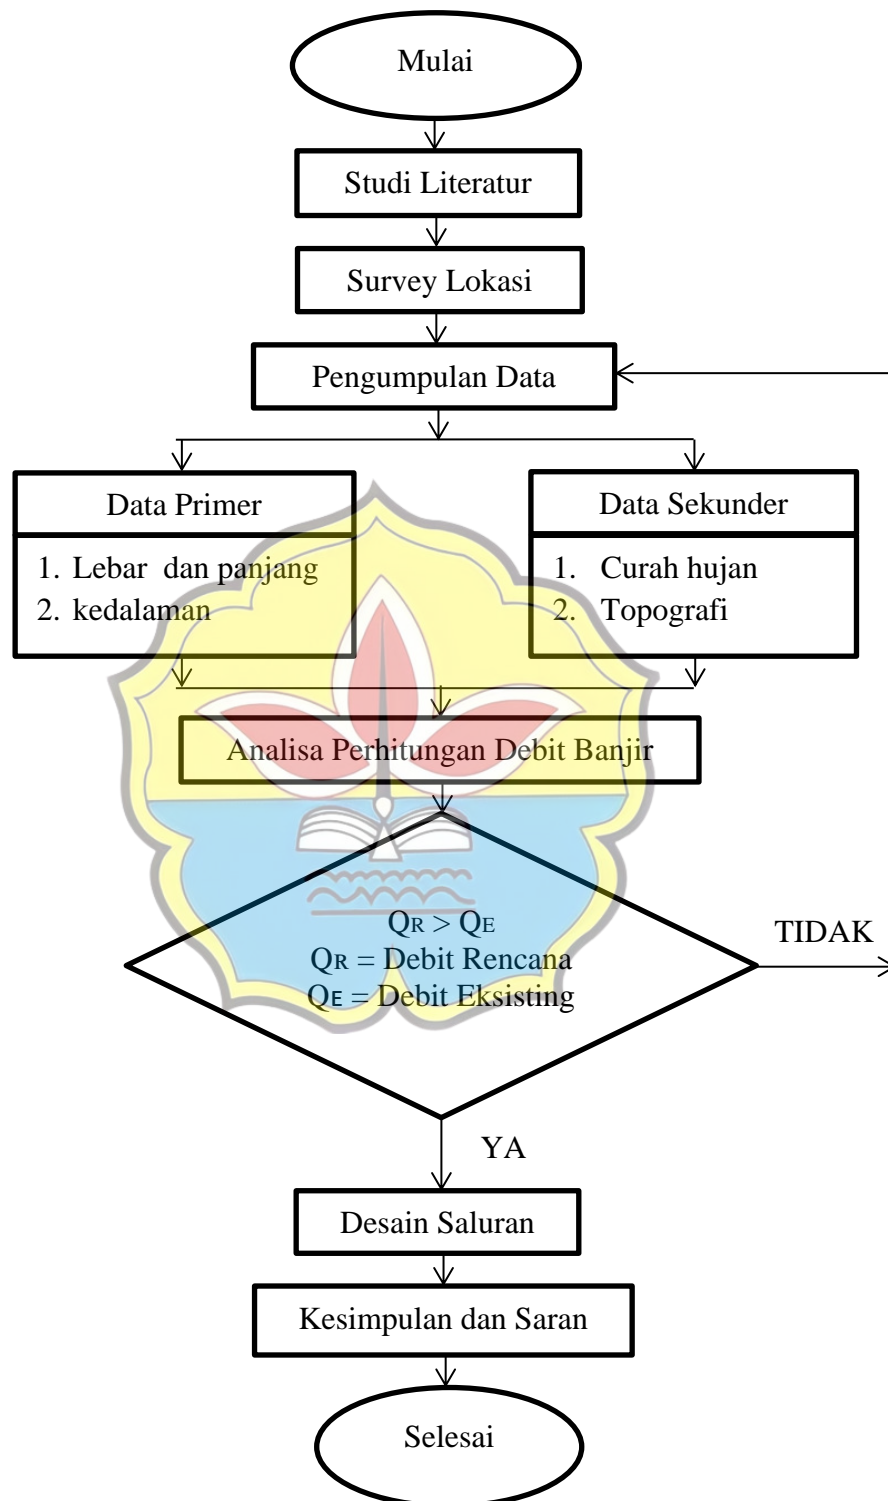 Mulai
Studi Literatur
Survey Lokasi
Pengumpulan Data
Data Primer
1. Lebar dan panjang
2. kedalaman
Data Sekunder
1. Curah hujan
2. Topografi
Analisa Perhitungan Debit Banjir
QR > QE
QR = Debit Rencana
QE = Debit Eksisting
TIDAK
YA
Desain Saluran
Kesimpulan dan Saran
Selesai